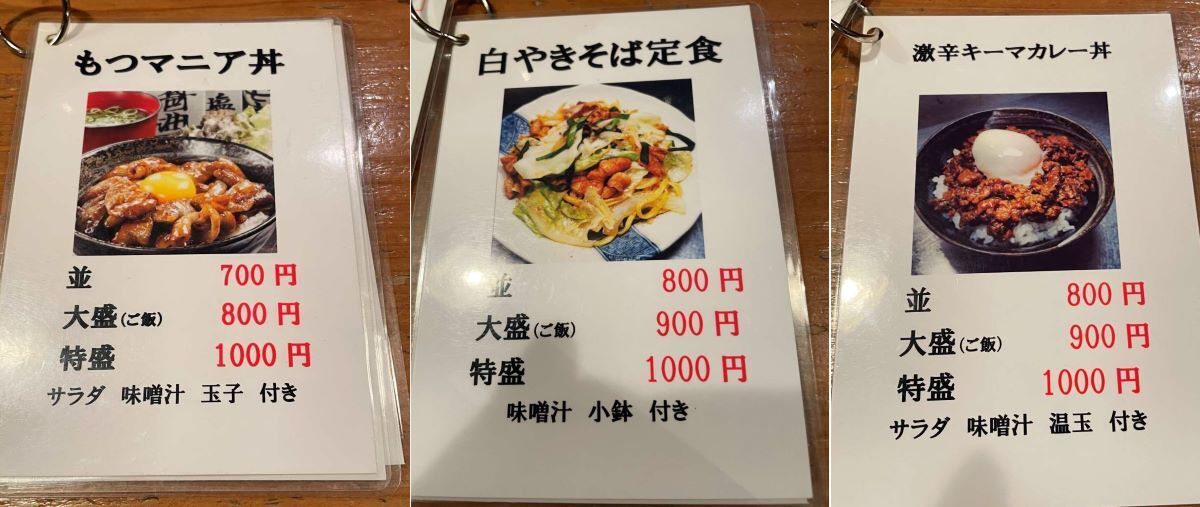 もつマニア丼
並 700円
大盛(ご飯) 800円
特盛 1000円
サラダ 味噌汁 玉子 付き
白やきそば定食
並 800円
大盛(ご飯) 900円
特盛 1000円
味噌汁 小鉢 付き
激辛キーマカレー丼
並 800円
大盛(ご飯) 900円
特盛 1000円
サラダ 味噌汁 温玉 付き